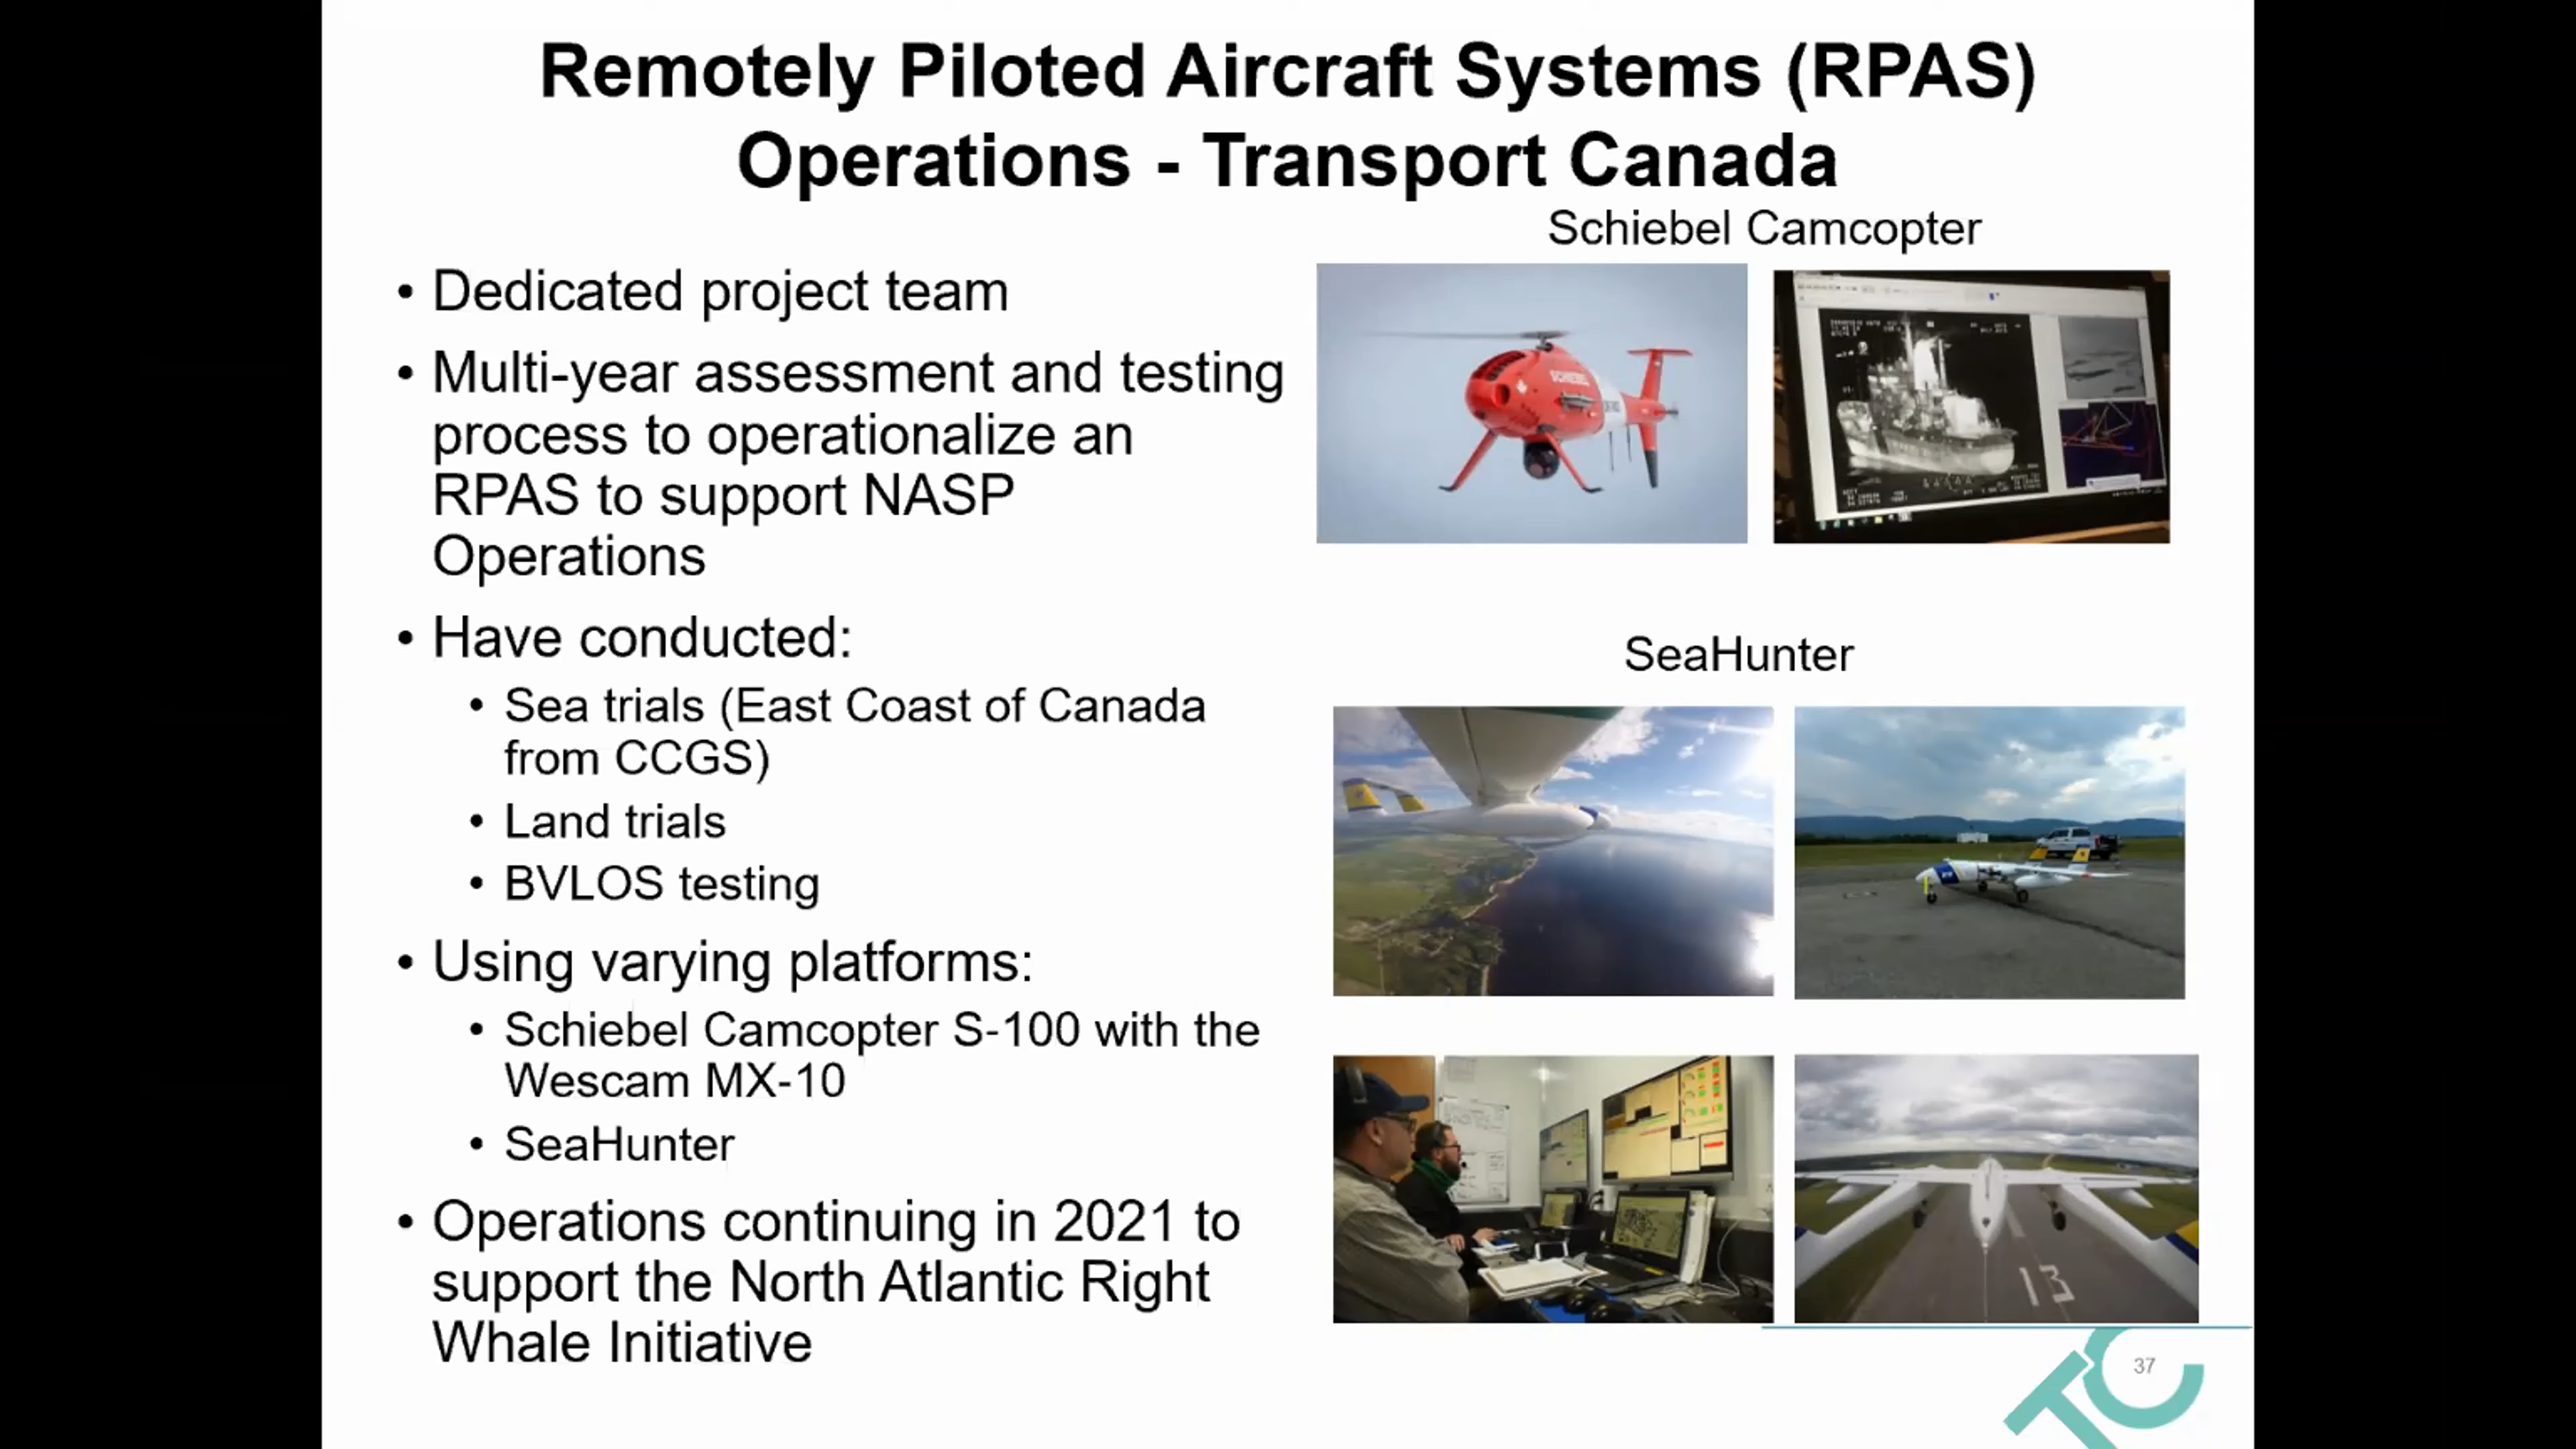 Remotely Piloted Aircraft Systems (RPAS)
Operations - Transport Canada
• Dedicated project team
• Multi-year assessment and testing
process to operationalize an
RPAS to support NASP
Operations
• Have conducted:
• Sea trials (East Coast of Canada
from CCGS)
• Land trials
• BVLOS testing
• Using varying platforms:
• Schiebel Camcopter S-100 with the
Wescam MX-10
• SeaHunter
• Operations continuing in 2021 to
support the North Atlantic Right
Whale Initiative
Schiebel Camcopter
SCHIEBEL
SeaHunter
13
TC
37